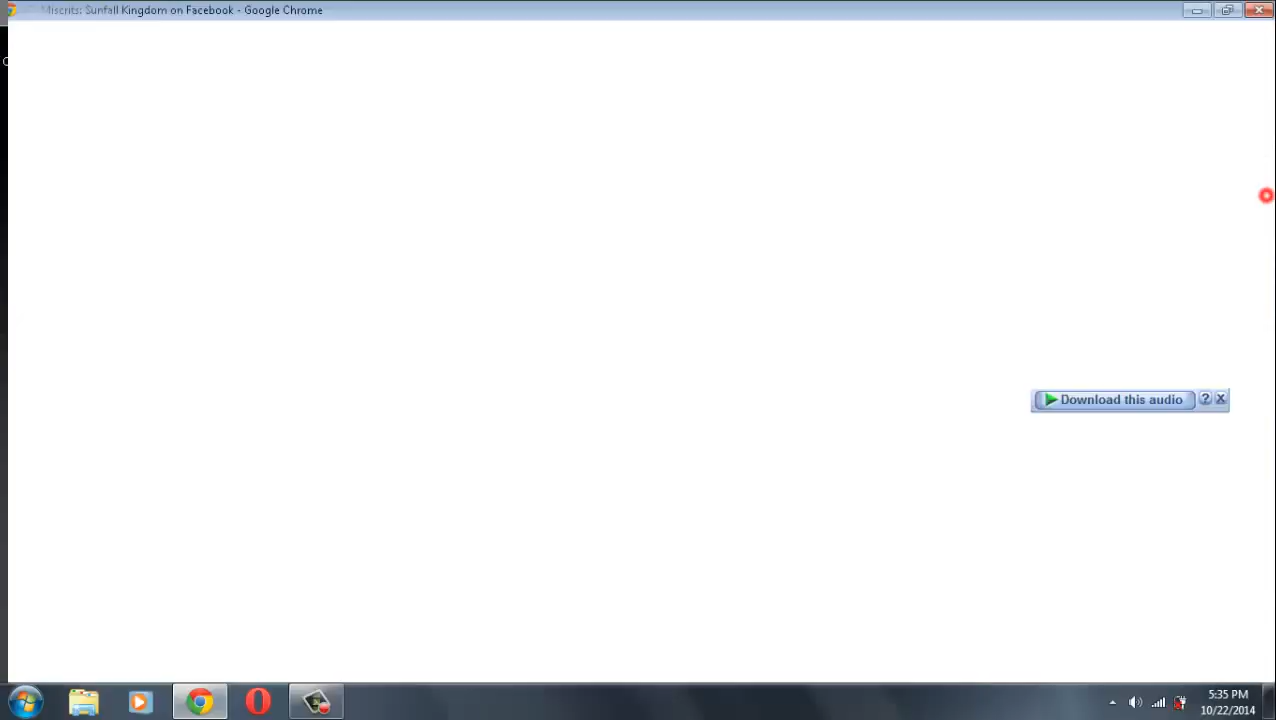 Miscrits: Sunfall Kingdom on Facebook - Google Chrome
Download this audio
?
X
5:35 PM
10/22/2014